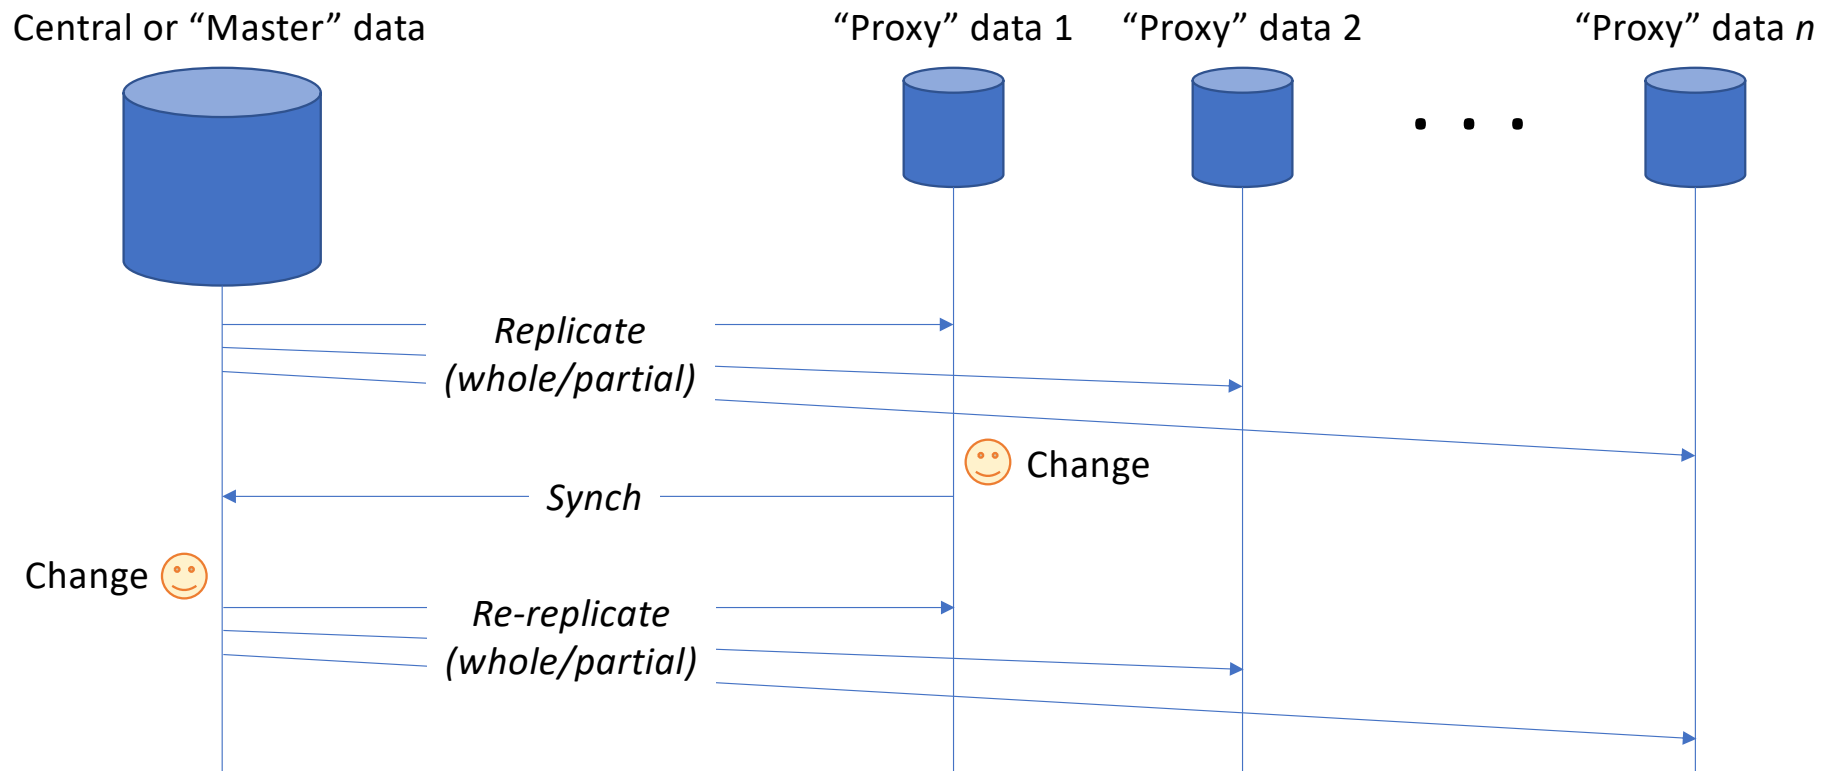 Central or “Master” data
“Proxy” data 1
“Proxy” data 2
. . .
“Proxy” data n
Replicate
(whole/partial)
Change
Synch
Change
Re-replicate
(whole/partial)